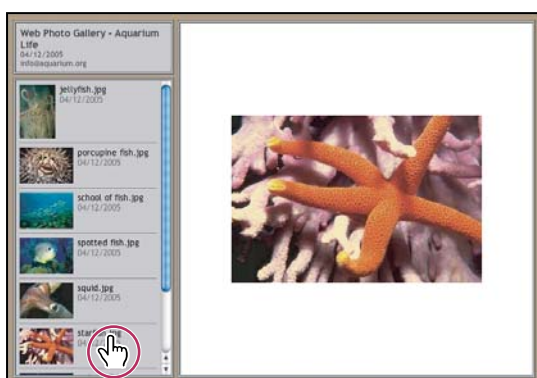 Web Photo Gallery - Aquarium
Life
04/12/2005
info@aquarium.org
jellyfish.jpg
04/12/2005
porcupine fish.jpg
04/12/2005
school of fish.jpg
04/12/2005
spotted fish.jpg
04/12/2005
squid.jpg
04/12/2005